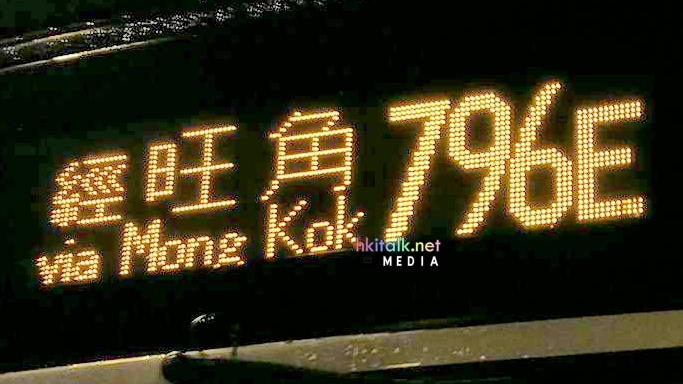 經旺角 796E
via Mong Kok
hkitalk.net
MEDIA